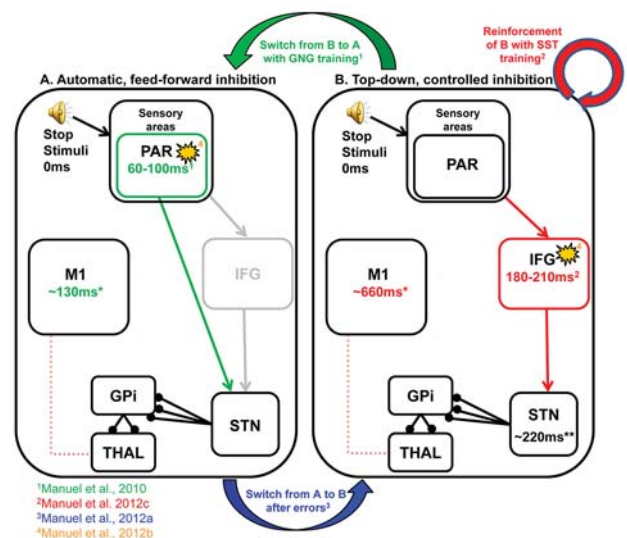 Switch from B to A
with GNG training1
Reinforcement
of B with SST
training2
A. Automatic, feed-forward inhibition
B. Top-down, controlled inhibition
Stop
Stimuli
0ms
Sensory
areas
PAR
4
60-100ms1
IFG
M1
~130ms*
GPi
THAL
STN
Stop
Stimuli
0ms
Sensory
areas
PAR
IFG
4
180-210ms2
M1
~660ms*
GPi
THAL
STN
~220ms**
1Manuel et al., 2010
2Manuel et al. 2012c
3Manuel et al., 2012a
4Manuel et al., 2012b
Switch from A to B
after errors3